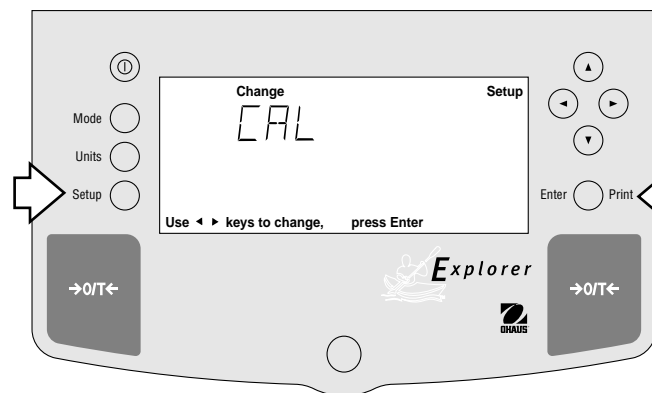 Change Setup
CAL
Mode
Units
Setup
Enter Print
Use ◄ ► keys to change, press Enter
→0/T←
Explorer
→0/T←
OHAUS